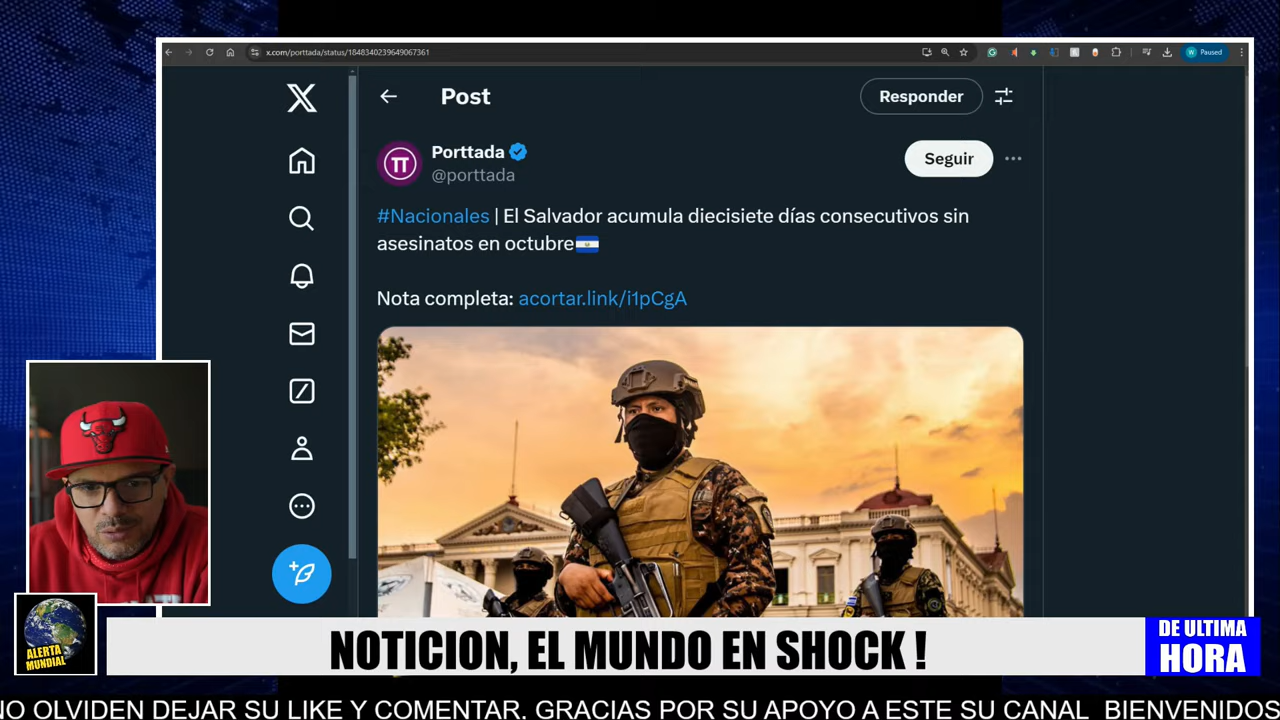 x.com/porttada/status/1848340239649067361
Paused
Post
Responder
Porttada
@porttada
Seguir
#Nacionales | El Salvador acumula diecisiete días consecutivos sin
asesinatos en octubre
Nota completa: acortar.link/i1pCgA
ALERTA
MUNDIAL
NOTICION, EL MUNDO EN SHOCK !
DE ULTIMA
HORA
NO OLVIDEN DEJAR SU LIKE Y COMENTAR. GRACIAS POR SU APOYO A ESTE SU CANAL BIENVENIDOS